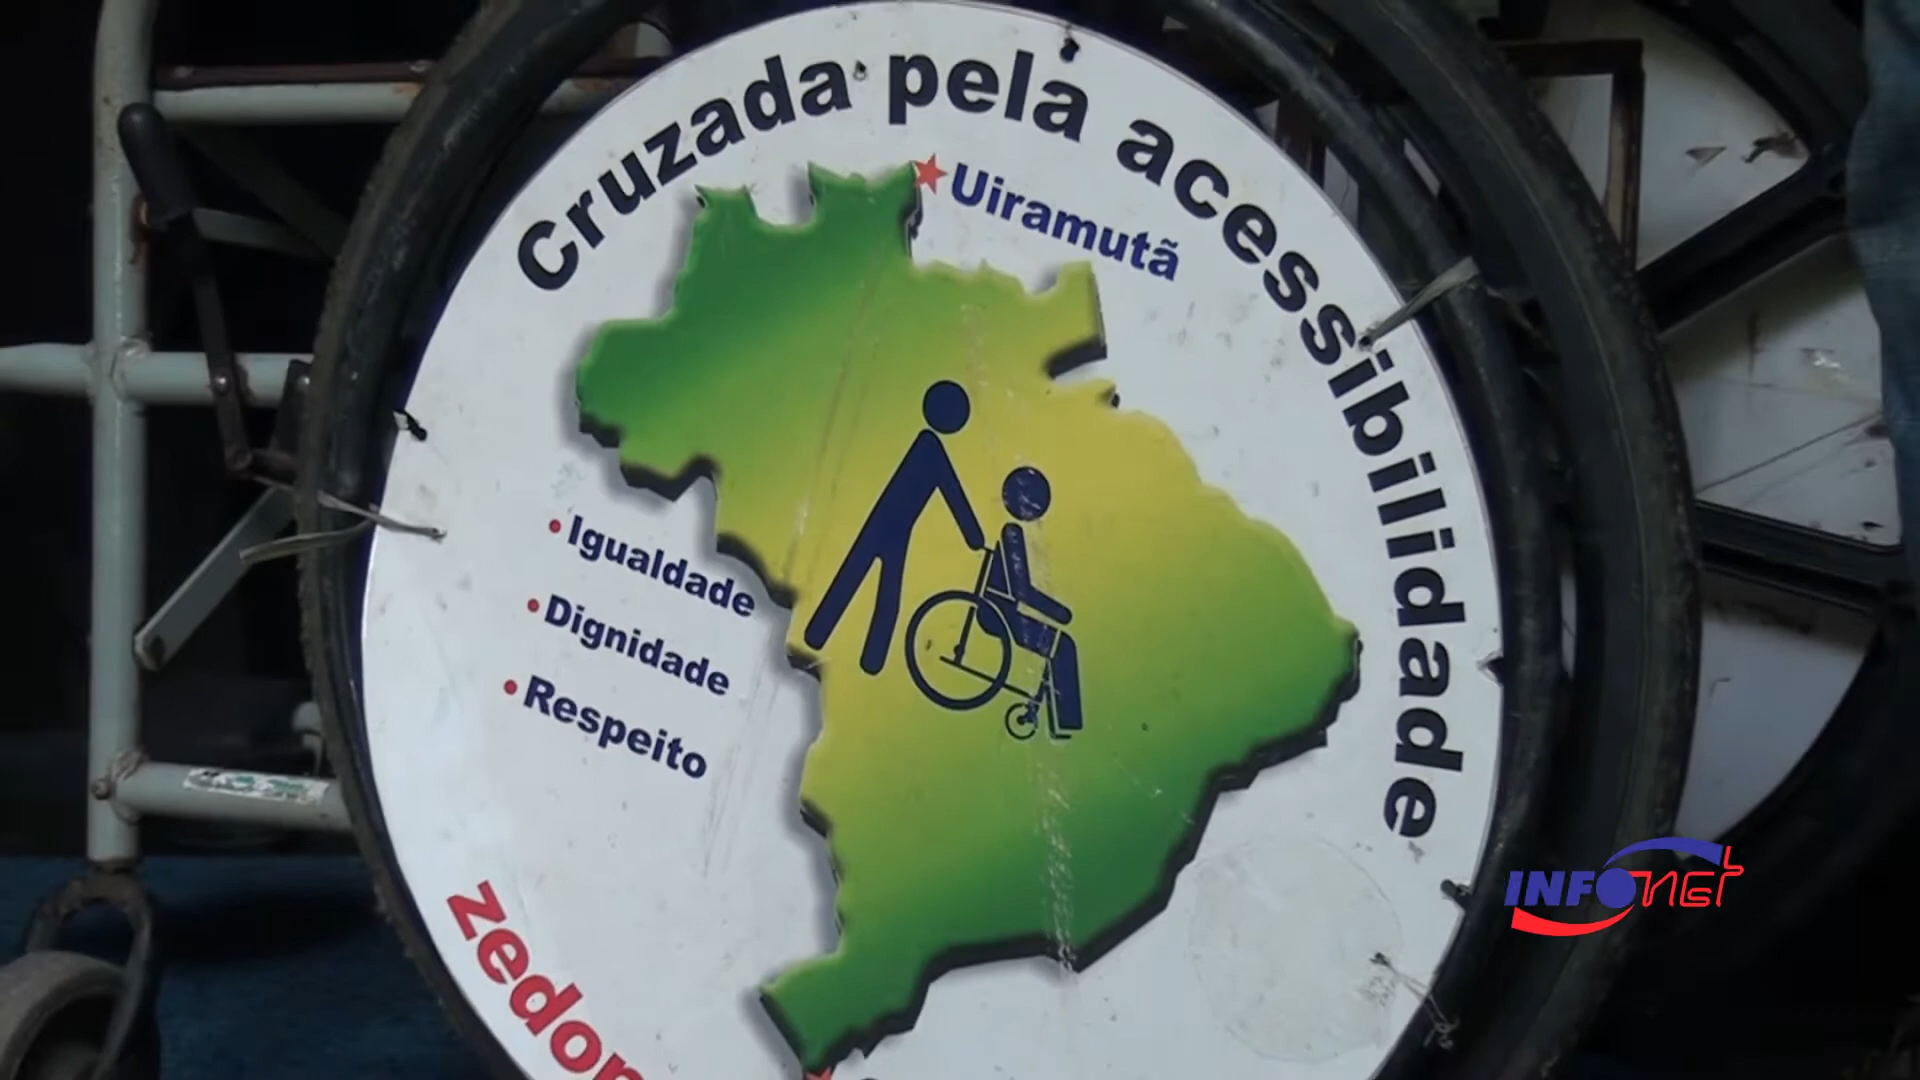 Cruzada pela acessibilidade
Uiramutã
• Igualdade
• Dignidade
• Respeito
INFONET